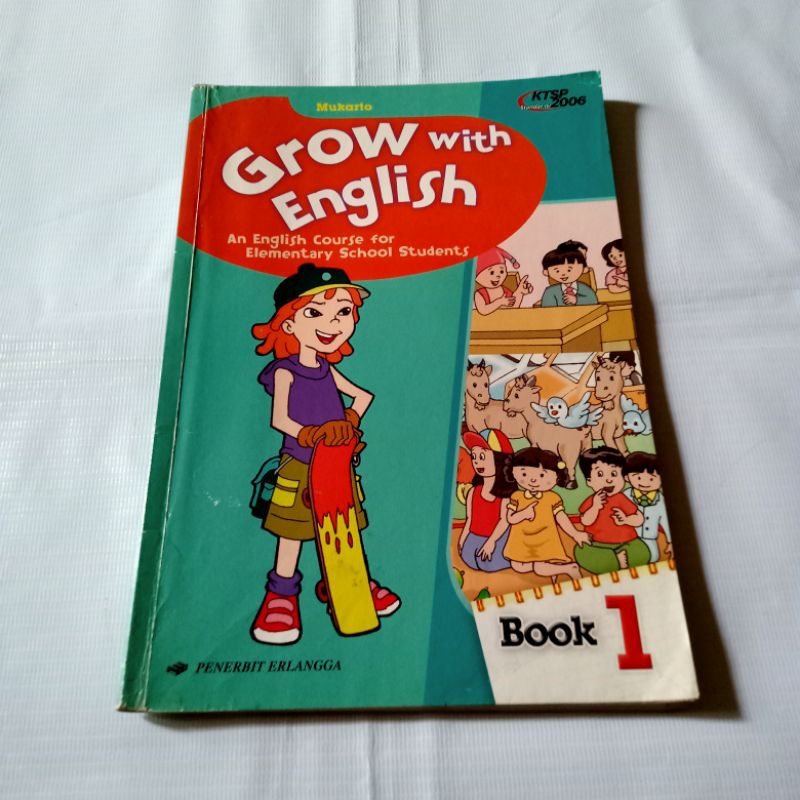 Mukarto
KTSP
2006
Grow with
English
An English Course for
Elementary School Students
Book 1
PENERBIT ERLANGGA